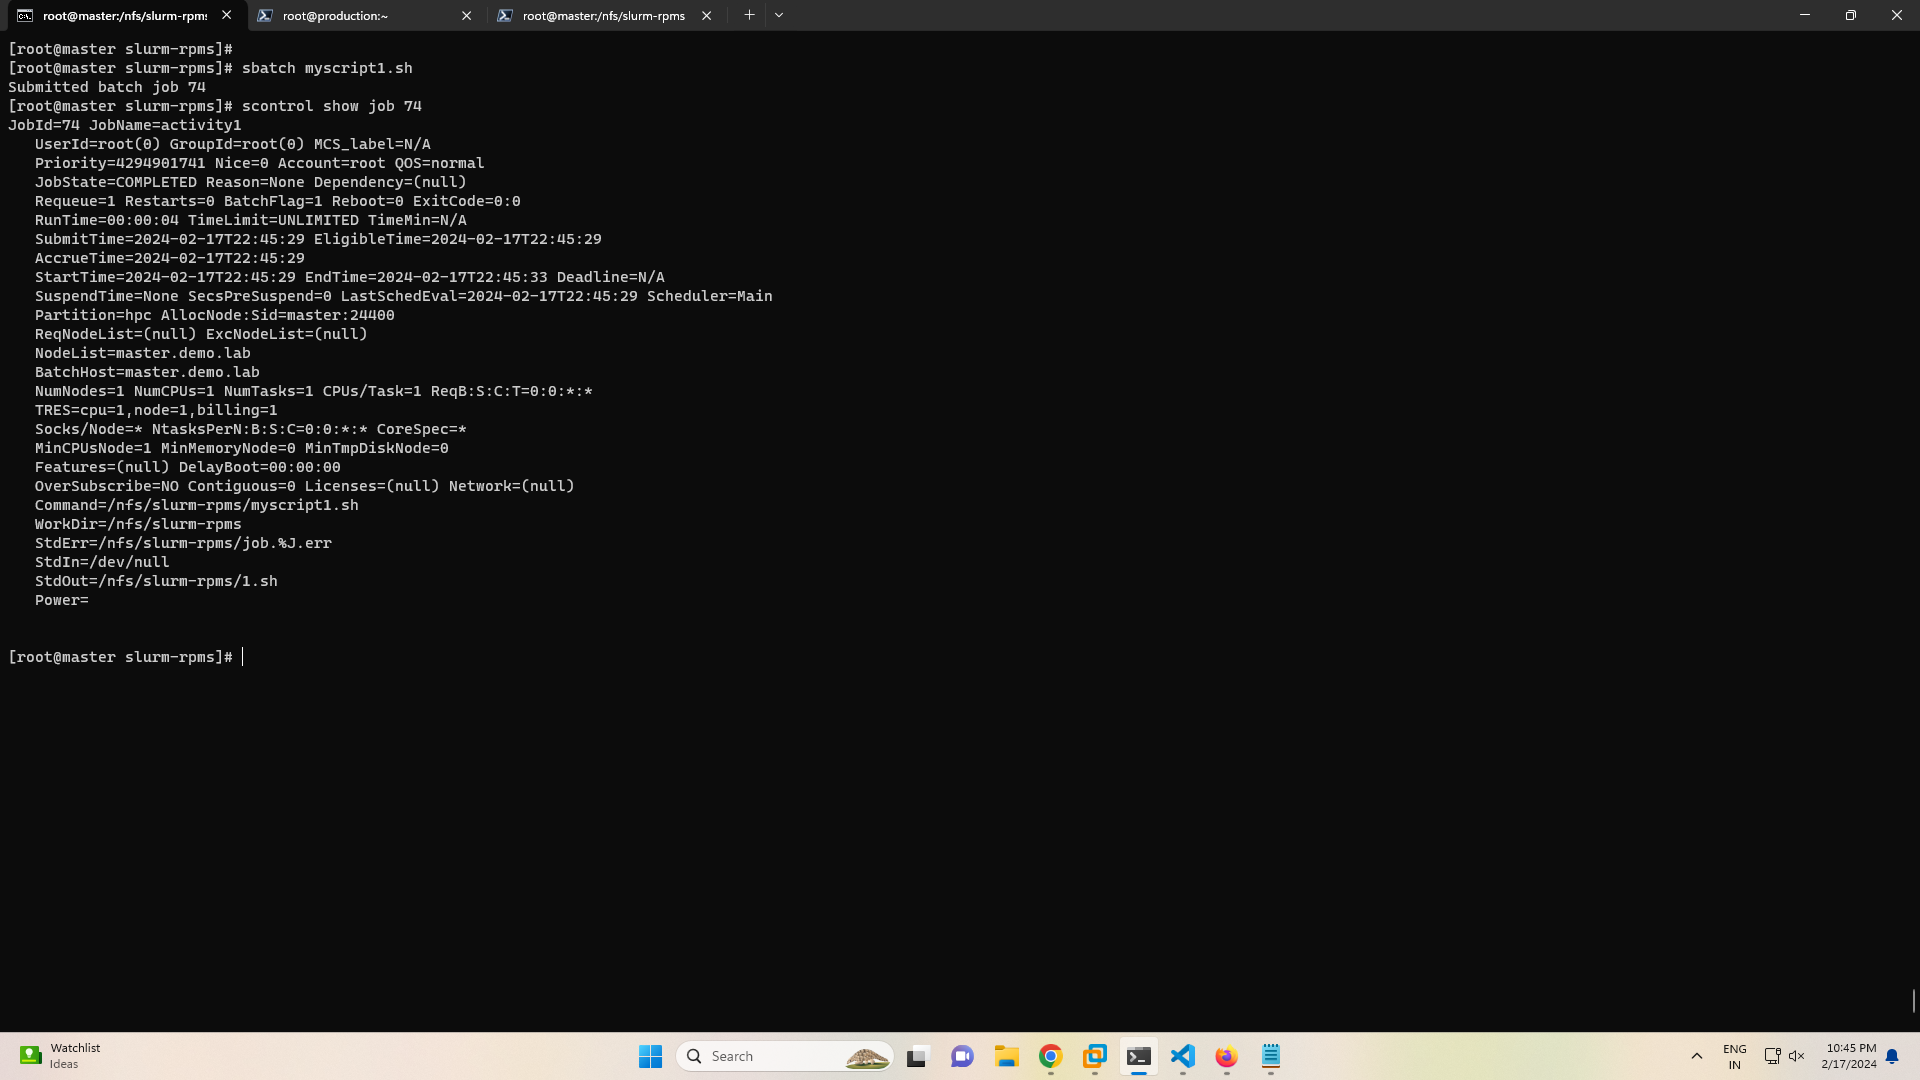 root@master:/nfs/slurm-rpms
root@production:~
root@master:/nfs/slurm-rpms
[root@master slurm-rpms]#
[root@master slurm-rpms]# sbatch myscript1.sh
Submitted batch job 74
[root@master slurm-rpms]# scontrol show job 74
JobId=74 JobName=activity1
   UserId=root(0) GroupId=root(0) MCS_label=N/A
   Priority=4294901741 Nice=0 Account=root QOS=normal
   JobState=COMPLETED Reason=None Dependency=(null)
   Requeue=1 Restarts=0 BatchFlag=1 Reboot=0 ExitCode=0:0
   RunTime=00:00:04 TimeLimit=UNLIMITED TimeMin=N/A
   SubmitTime=2024-02-17T22:45:29 EligibleTime=2024-02-17T22:45:29
   AccrueTime=2024-02-17T22:45:29
   StartTime=2024-02-17T22:45:29 EndTime=2024-02-17T22:45:33 Deadline=N/A
   SuspendTime=None SecsPreSuspend=0 LastSchedEval=2024-02-17T22:45:29 Scheduler=Main
   Partition=hpc AllocNode:Sid=master:24400
   ReqNodeList=(null) ExcNodeList=(null)
   NodeList=master.demo.lab
   BatchHost=master.demo.lab
   NumNodes=1 NumCPUs=1 NumTasks=1 CPUs/Task=1 ReqB:S:C:T=0:0:*:*
   TRES=cpu=1,node=1,billing=1
   Socks/Node=* NtasksPerN:B:S:C=0:0:*:* CoreSpec=*
   MinCPUsNode=1 MinMemoryNode=0 MinTmpDiskNode=0
   Features=(null) DelayBoot=00:00:00
   OverSubscribe=NO Contiguous=0 Licenses=(null) Network=(null)
   Command=/nfs/slurm-rpms/myscript1.sh
   WorkDir=/nfs/slurm-rpms
   StdErr=/nfs/slurm-rpms/job.%J.err
   StdIn=/dev/null
   StdOut=/nfs/slurm-rpms/1.sh
   Power=
[root@master slurm-rpms]#
Watchlist
Ideas
Search
ENG
IN
10:45 PM
2/17/2024